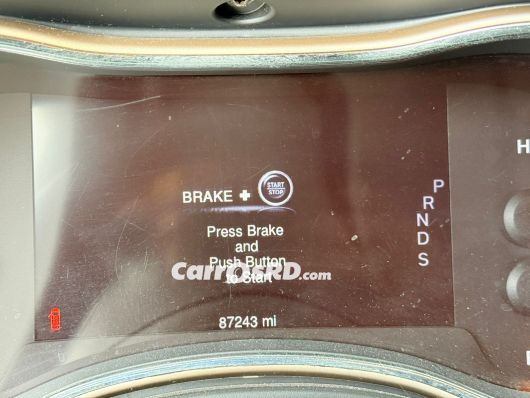 BRAKE + START STOP
Press Brake
and
Push Button
to Start
CarrosRD.com
87243 mi
P
R
N
D
S
H